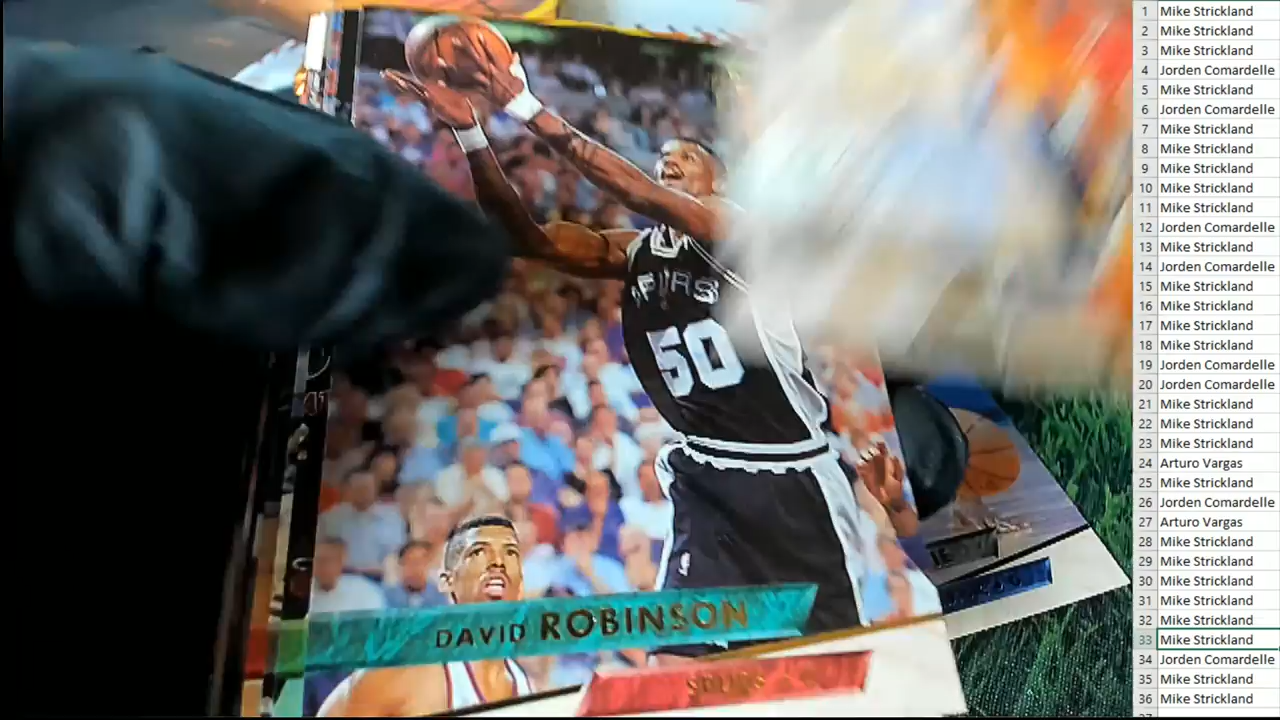 SPURS
50
DAVID ROBINSON
SPURS
1 Mike Strickland
2 Mike Strickland
3 Mike Strickland
4 Jorden Comardelle
5 Mike Strickland
6 Jorden Comardelle
7 Mike Strickland
8 Mike Strickland
9 Mike Strickland
10 Mike Strickland
11 Mike Strickland
12 Jorden Comardelle
13 Mike Strickland
14 Jorden Comardelle
15 Mike Strickland
16 Mike Strickland
17 Mike Strickland
18 Mike Strickland
19 Jorden Comardelle
20 Jorden Comardelle
21 Mike Strickland
22 Mike Strickland
23 Mike Strickland
24 Arturo Vargas
25 Mike Strickland
26 Jorden Comardelle
27 Arturo Vargas
28 Mike Strickland
29 Mike Strickland
30 Mike Strickland
31 Mike Strickland
32 Mike Strickland
33 Mike Strickland
34 Jorden Comardelle
35 Mike Strickland
36 Mike Strickland